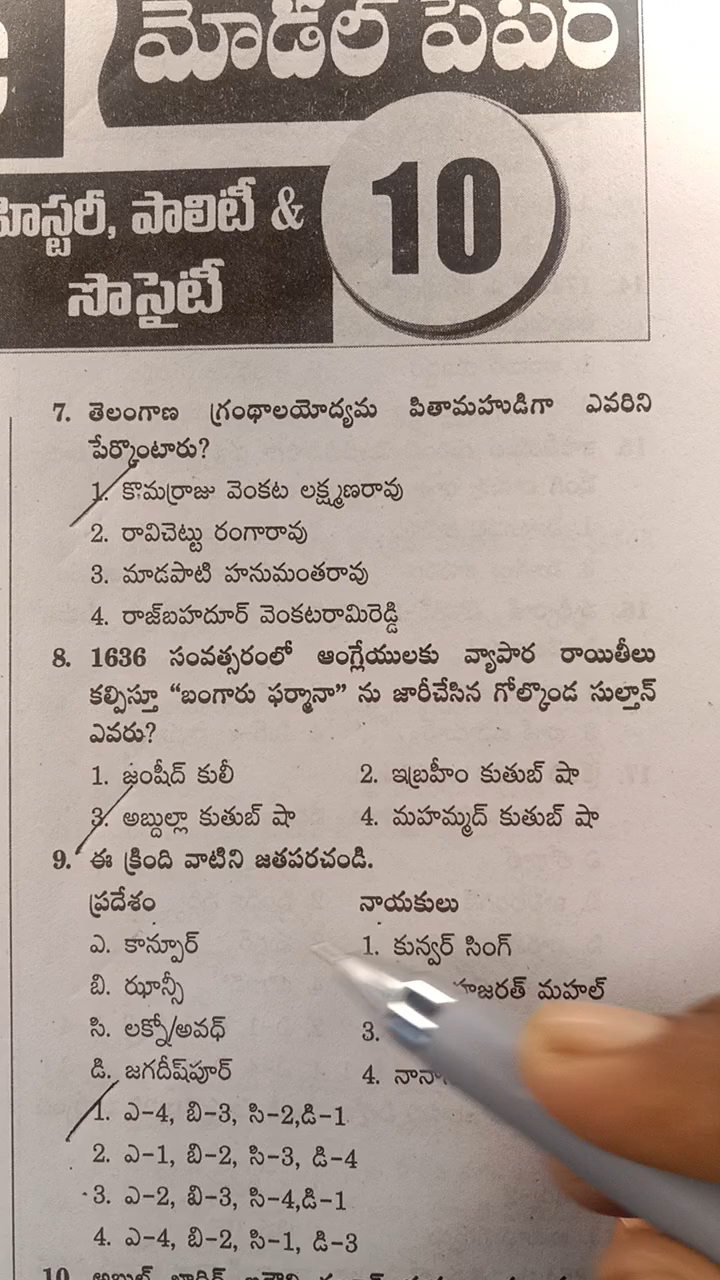 మోడల్ పేపర్
హిస్టరీ, పాలిటీ &
సొసైటీ
10
7. తెలంగాణ గ్రంథాలయోద్యమ పితామహుడిగా ఎవరిని
పేర్కొంటారు?
1. కొమర్రాజు వెంకట లక్ష్మణరావు
2. రావిచెట్టు రంగారావు
3. మాడపాటి హనుమంతరావు
4. రాజ్‌బహదూర్ వెంకటరామిరెడ్డి
8. 1636 సంవత్సరంలో ఆంగ్లేయులకు వ్యాపార రాయితీలు
కల్పిస్తూ “బంగారు ఫర్మానా” ను జారీచేసిన గోల్కొండ సుల్తాన్
ఎవరు?
1. జంషీద్ కులీ 2. ఇబ్రహీం కుతుబ్ షా
3. అబ్దుల్లా కుతుబ్ షా 4. మహమ్మద్ కుతుబ్ షా
9. ఈ క్రింది వాటిని జతపరచండి.
ప్రదేశం నాయకులు
ఎ. కాన్పూర్ 1. కున్వర్ సింగ్
బి. ఝాన్సీ హజరత్ మహల్
సి. లక్నో/అవధ్ 3.
డి. జగదీష్‌పూర్ 4.
1. ఎ-4, బి-3, సి-2,డి-1
2. ఎ-1, బి-2, సి-3, డి-4
3. ఎ-2, బి-3, సి-4,డి-1
4. ఎ-4, బి-2, సి-1, డి-3
10.